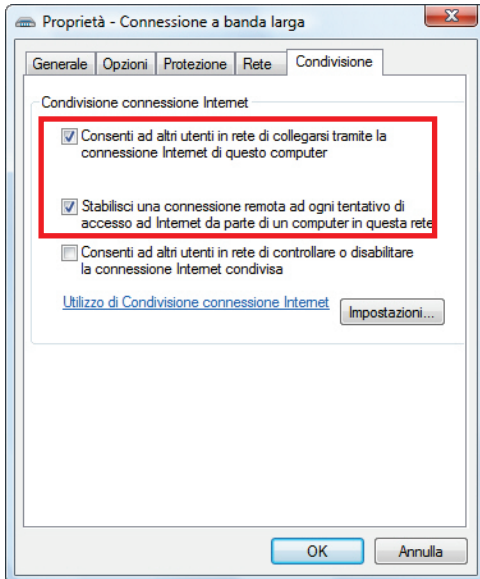 Proprietà - Connessione a banda larga
Generale Opzioni Protezione Rete Condivisione
Condivisione connessione Internet
Consenti ad altri utenti in rete di collegarsi tramite la
connessione Internet di questo computer
Stabilisci una connessione remota ad ogni tentativo di
accesso ad Internet da parte di un computer in questa rete
Consenti ad altri utenti in rete di controllare o disabilitare
la connessione Internet condivisa
Utilizzo di Condivisione connessione Internet
Impostazioni...
OK Annulla